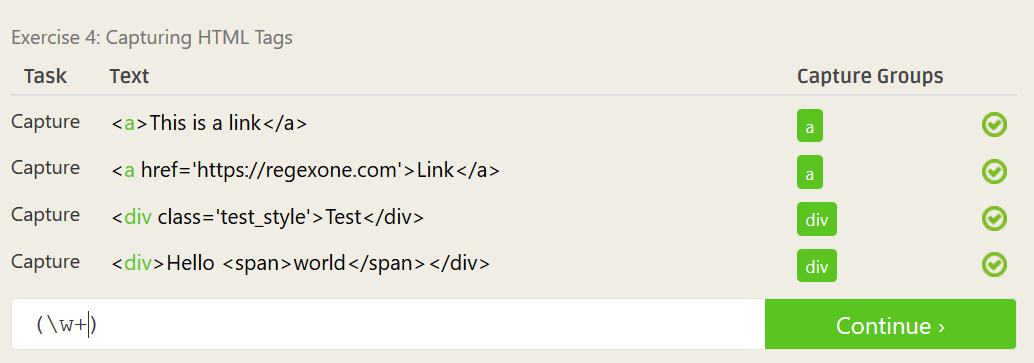 Exercise 4: Capturing HTML Tags
Task Text Capture Groups
Capture <a>This is a link</a> a
Capture <a href='https://regexone.com'>Link</a> a
Capture <div class='test_style'>Test</div> div
Capture <div>Hello <span>world</span></div> div
(\w+) Continue ›